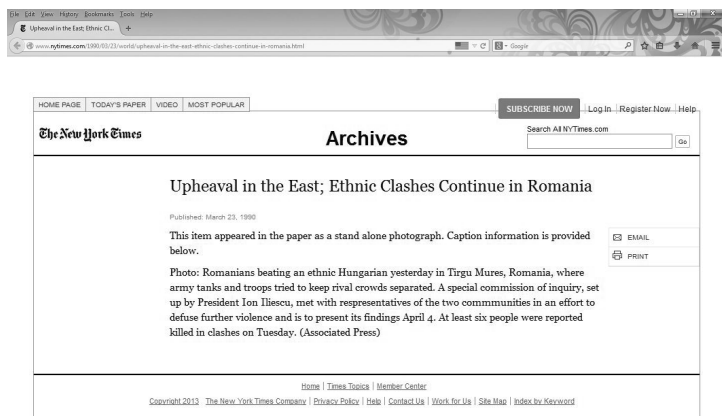 File Edit View History Bookmarks Tools Help
Upheaval in the East; Ethnic Cl...
www.nytimes.com/1990/03/23/world/upheaval-in-the-east-ethnic-clashes-continue-in-romania.html
Google
HOME PAGE TODAY'S PAPER VIDEO MOST POPULAR
SUBSCRIBE NOW Log In Register Now Help
The New York Times
Archives
Search All NYTimes.com
Go
Upheaval in the East; Ethnic Clashes Continue in Romania
Published: March 23, 1990
This item appeared in the paper as a stand alone photograph. Caption information is provided
below.
EMAIL
PRINT
Photo: Romanians beating an ethnic Hungarian yesterday in Tirgu Mures, Romania, where
army tanks and troops tried to keep rival crowds separated. A special commission of inquiry, set
up by President Ion Iliescu, met with respresentatives of the two commmunities in an effort to
defuse further violence and is to present its findings April 4. At least six people were reported
killed in clashes on Tuesday. (Associated Press)
Home | Times Topics | Member Center
Copyright 2013 The New York Times Company | Privacy Policy | Help | Contact Us | Work for Us | Site Map | Index by Keyword